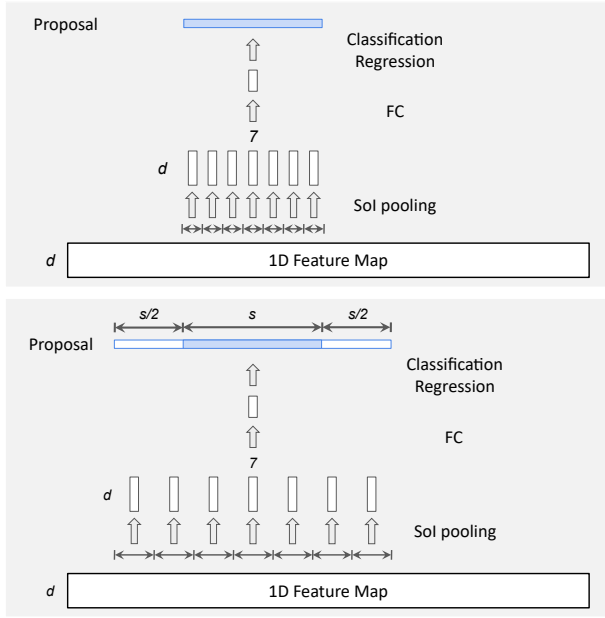 Proposal
Classification
Regression
FC
7
d
SoI pooling
d 1D Feature Map
s/2 s s/2
Proposal
Classification
Regression
FC
7
d
SoI pooling
d 1D Feature Map